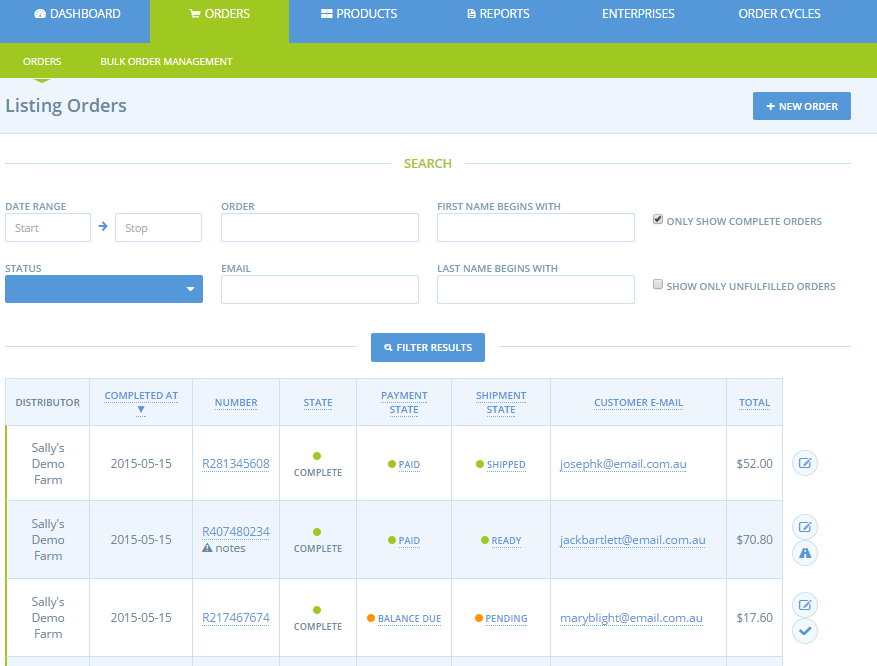 DASHBOARD ORDERS PRODUCTS REPORTS ENTERPRISES ORDER CYCLES
ORDERS BULK ORDER MANAGEMENT
Listing Orders
NEW ORDER
SEARCH
DATE RANGE ORDER FIRST NAME BEGINS WITH
Start Stop ONLY SHOW COMPLETE ORDERS
STATUS EMAIL LAST NAME BEGINS WITH
SHOW ONLY UNFULFILLED ORDERS
FILTER RESULTS
DISTRIBUTOR COMPLETED AT ▼ NUMBER STATE PAYMENT STATE SHIPMENT STATE CUSTOMER E-MAIL TOTAL
Sally's
Demo
Farm
2015-05-15 R281345608 COMPLETE PAID SHIPPED josephk@email.com.au $52.00
Sally's
Demo
Farm
2015-05-15 R407480234
notes
COMPLETE PAID READY jackbartlett@email.com.au $70.80
Sally's
Demo
Farm
2015-05-15 R217467674 COMPLETE BALANCE DUE PENDING maryblight@email.com.au $17.60